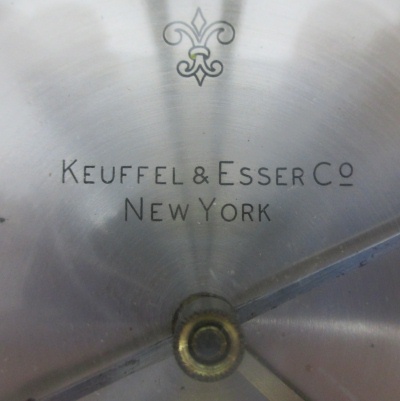 KEUFFEL & ESSER Cº
NEW YORK